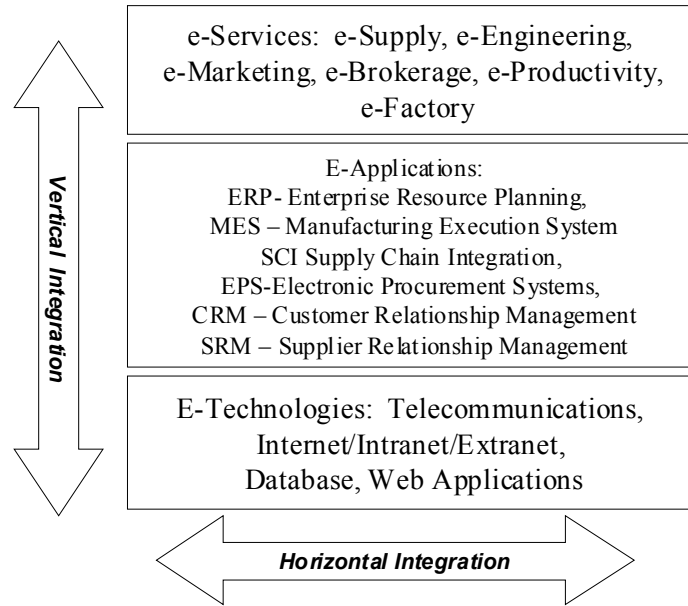 e-Services: e-Supply, e-Engineering,
e-Marketing, e-Brokerage, e-Productivity,
e-Factory
Vertical Integration
E-Applications:
ERP- Enterprise Resource Planning,
MES – Manufacturing Execution System
SCI Supply Chain Integration,
EPS-Electronic Procurement Systems,
CRM – Customer Relationship Management
SRM – Supplier Relationship Management
E-Technologies: Telecommunications,
Internet/Intranet/Extranet,
Database, Web Applications
Horizontal Integration